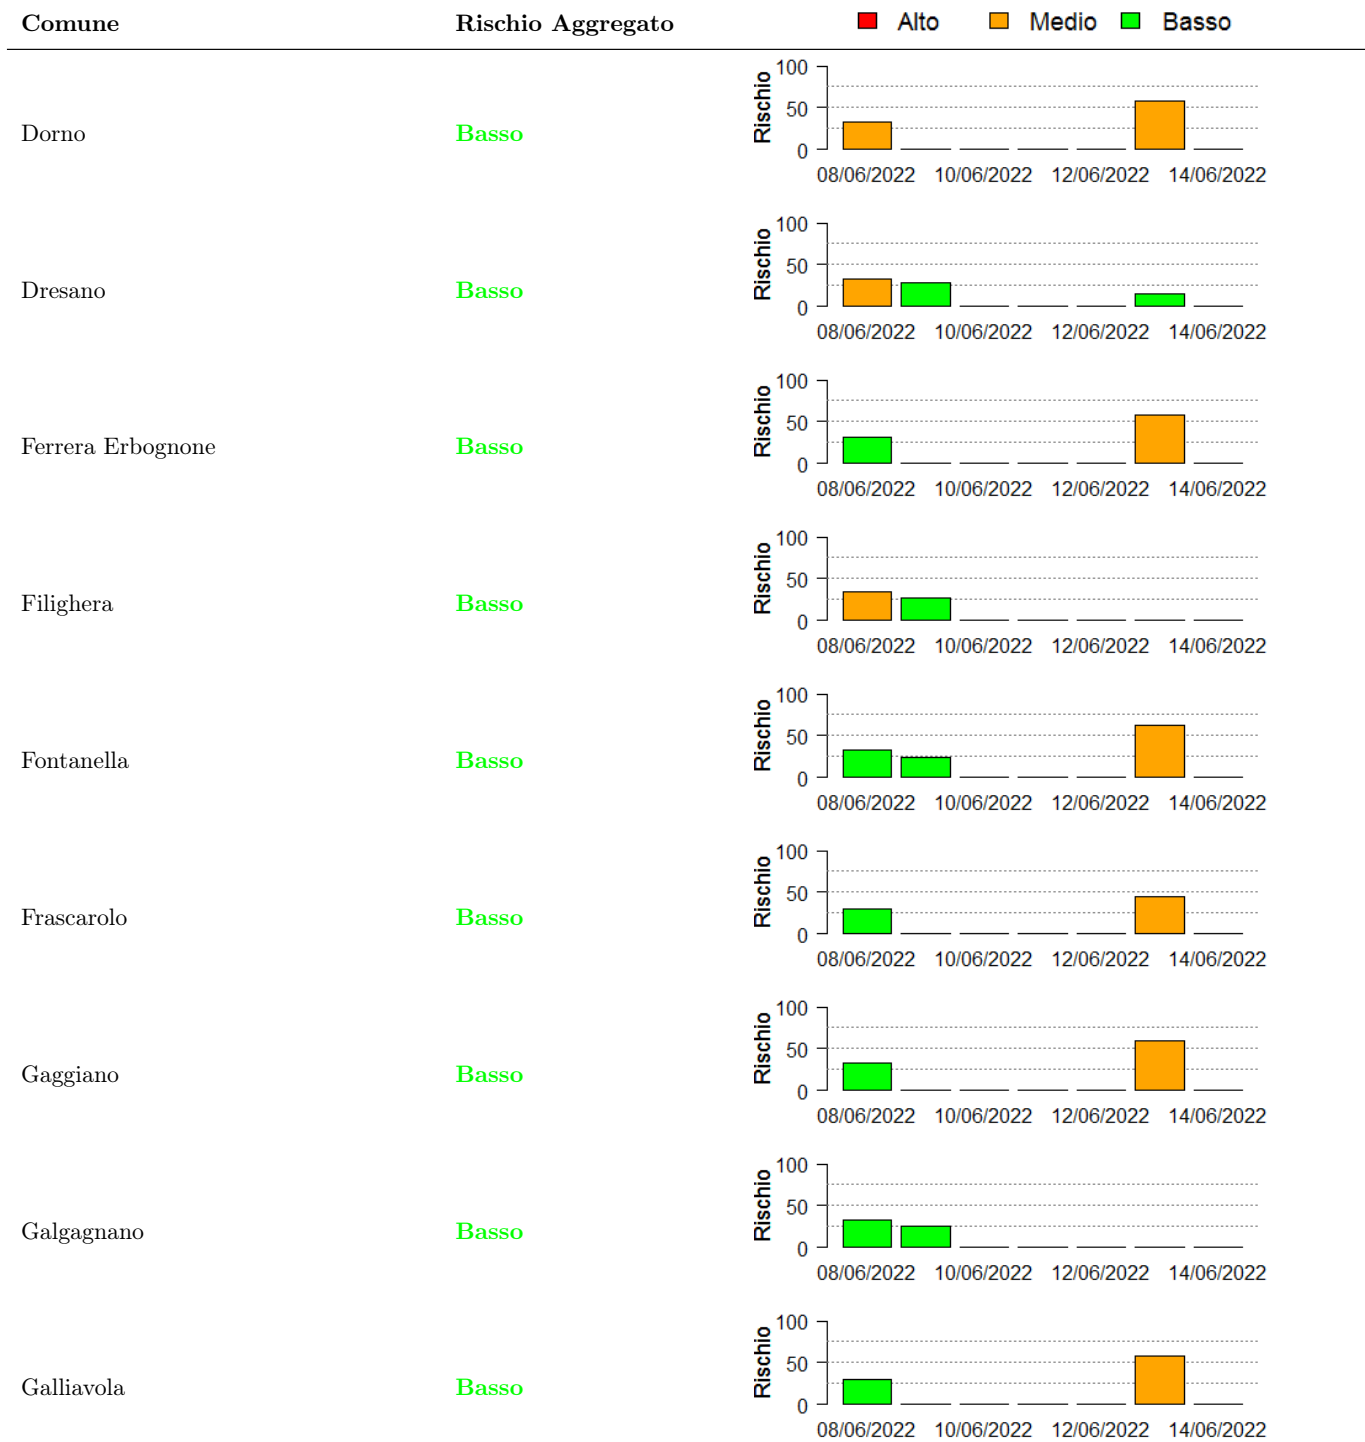 Comune Rischio Aggregato Alto Medio Basso
Dorno Basso
Rischio
100
50
0
08/06/2022 10/06/2022 12/06/2022 14/06/2022
Dresano Basso
Rischio
100
50
0
08/06/2022 10/06/2022 12/06/2022 14/06/2022
Ferrera Erbognone Basso
Rischio
100
50
0
08/06/2022 10/06/2022 12/06/2022 14/06/2022
Filighera Basso
Rischio
100
50
0
08/06/2022 10/06/2022 12/06/2022 14/06/2022
Fontanella Basso
Rischio
100
50
0
08/06/2022 10/06/2022 12/06/2022 14/06/2022
Frascarolo Basso
Rischio
100
50
0
08/06/2022 10/06/2022 12/06/2022 14/06/2022
Gaggiano Basso
Rischio
100
50
0
08/06/2022 10/06/2022 12/06/2022 14/06/2022
Galgagnano Basso
Rischio
100
50
0
08/06/2022 10/06/2022 12/06/2022 14/06/2022
Galliavola Basso
Rischio
100
50
0
08/06/2022 10/06/2022 12/06/2022 14/06/2022